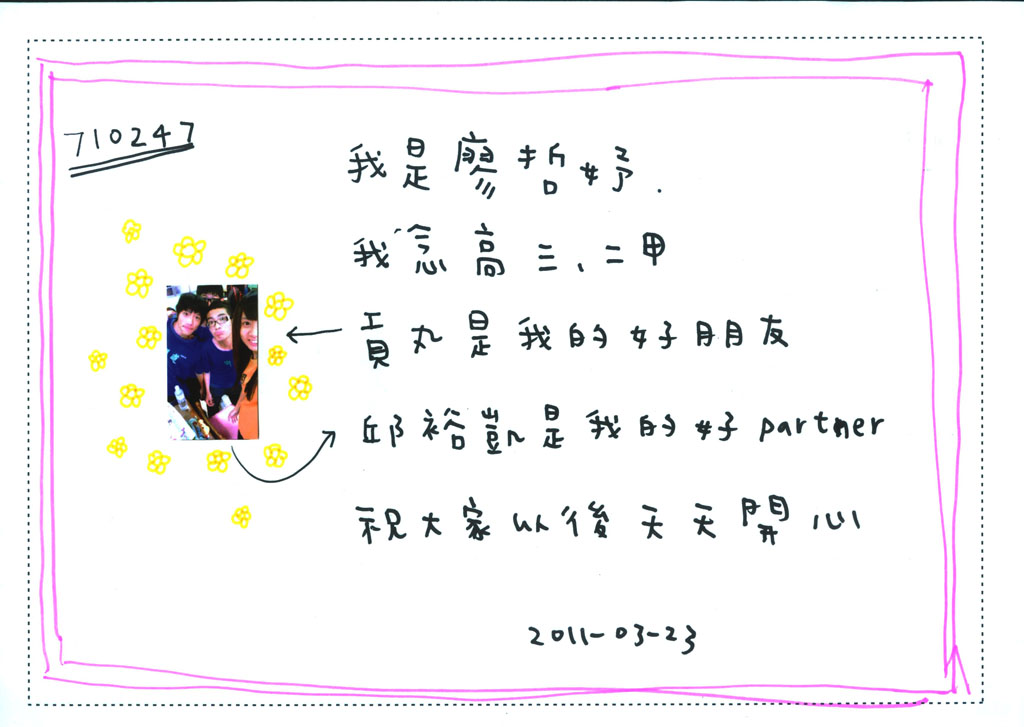 710247
我是廖哲妤.
我念高三、二甲
貢丸是我的好朋友
邱裕凱是我的好partner
祝大家以後天天開心
2011-03-23